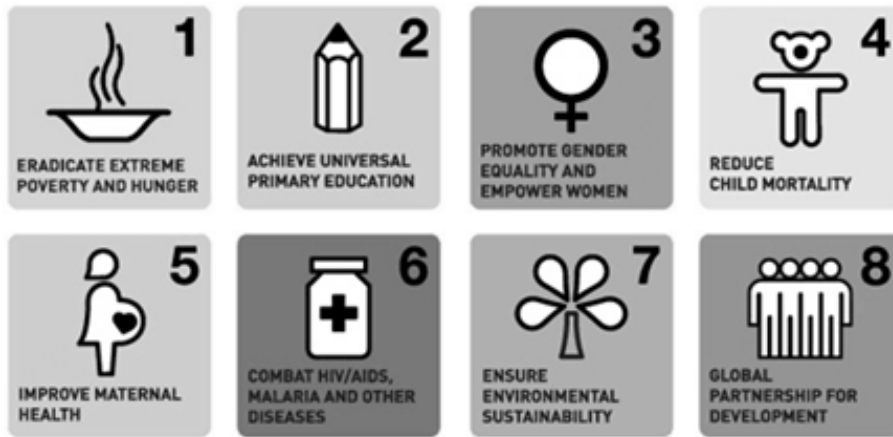 1
ERADICATE EXTREME
POVERTY AND HUNGER
2
ACHIEVE UNIVERSAL
PRIMARY EDUCATION
3
PROMOTE GENDER
EQUALITY AND
EMPOWER WOMEN
4
REDUCE
CHILD MORTALITY
5
IMPROVE MATERNAL
HEALTH
6
COMBAT HIV/AIDS,
MALARIA AND OTHER
DISEASES
7
ENSURE
ENVIRONMENTAL
SUSTAINABILITY
8
GLOBAL
PARTNERSHIP FOR
DEVELOPMENT